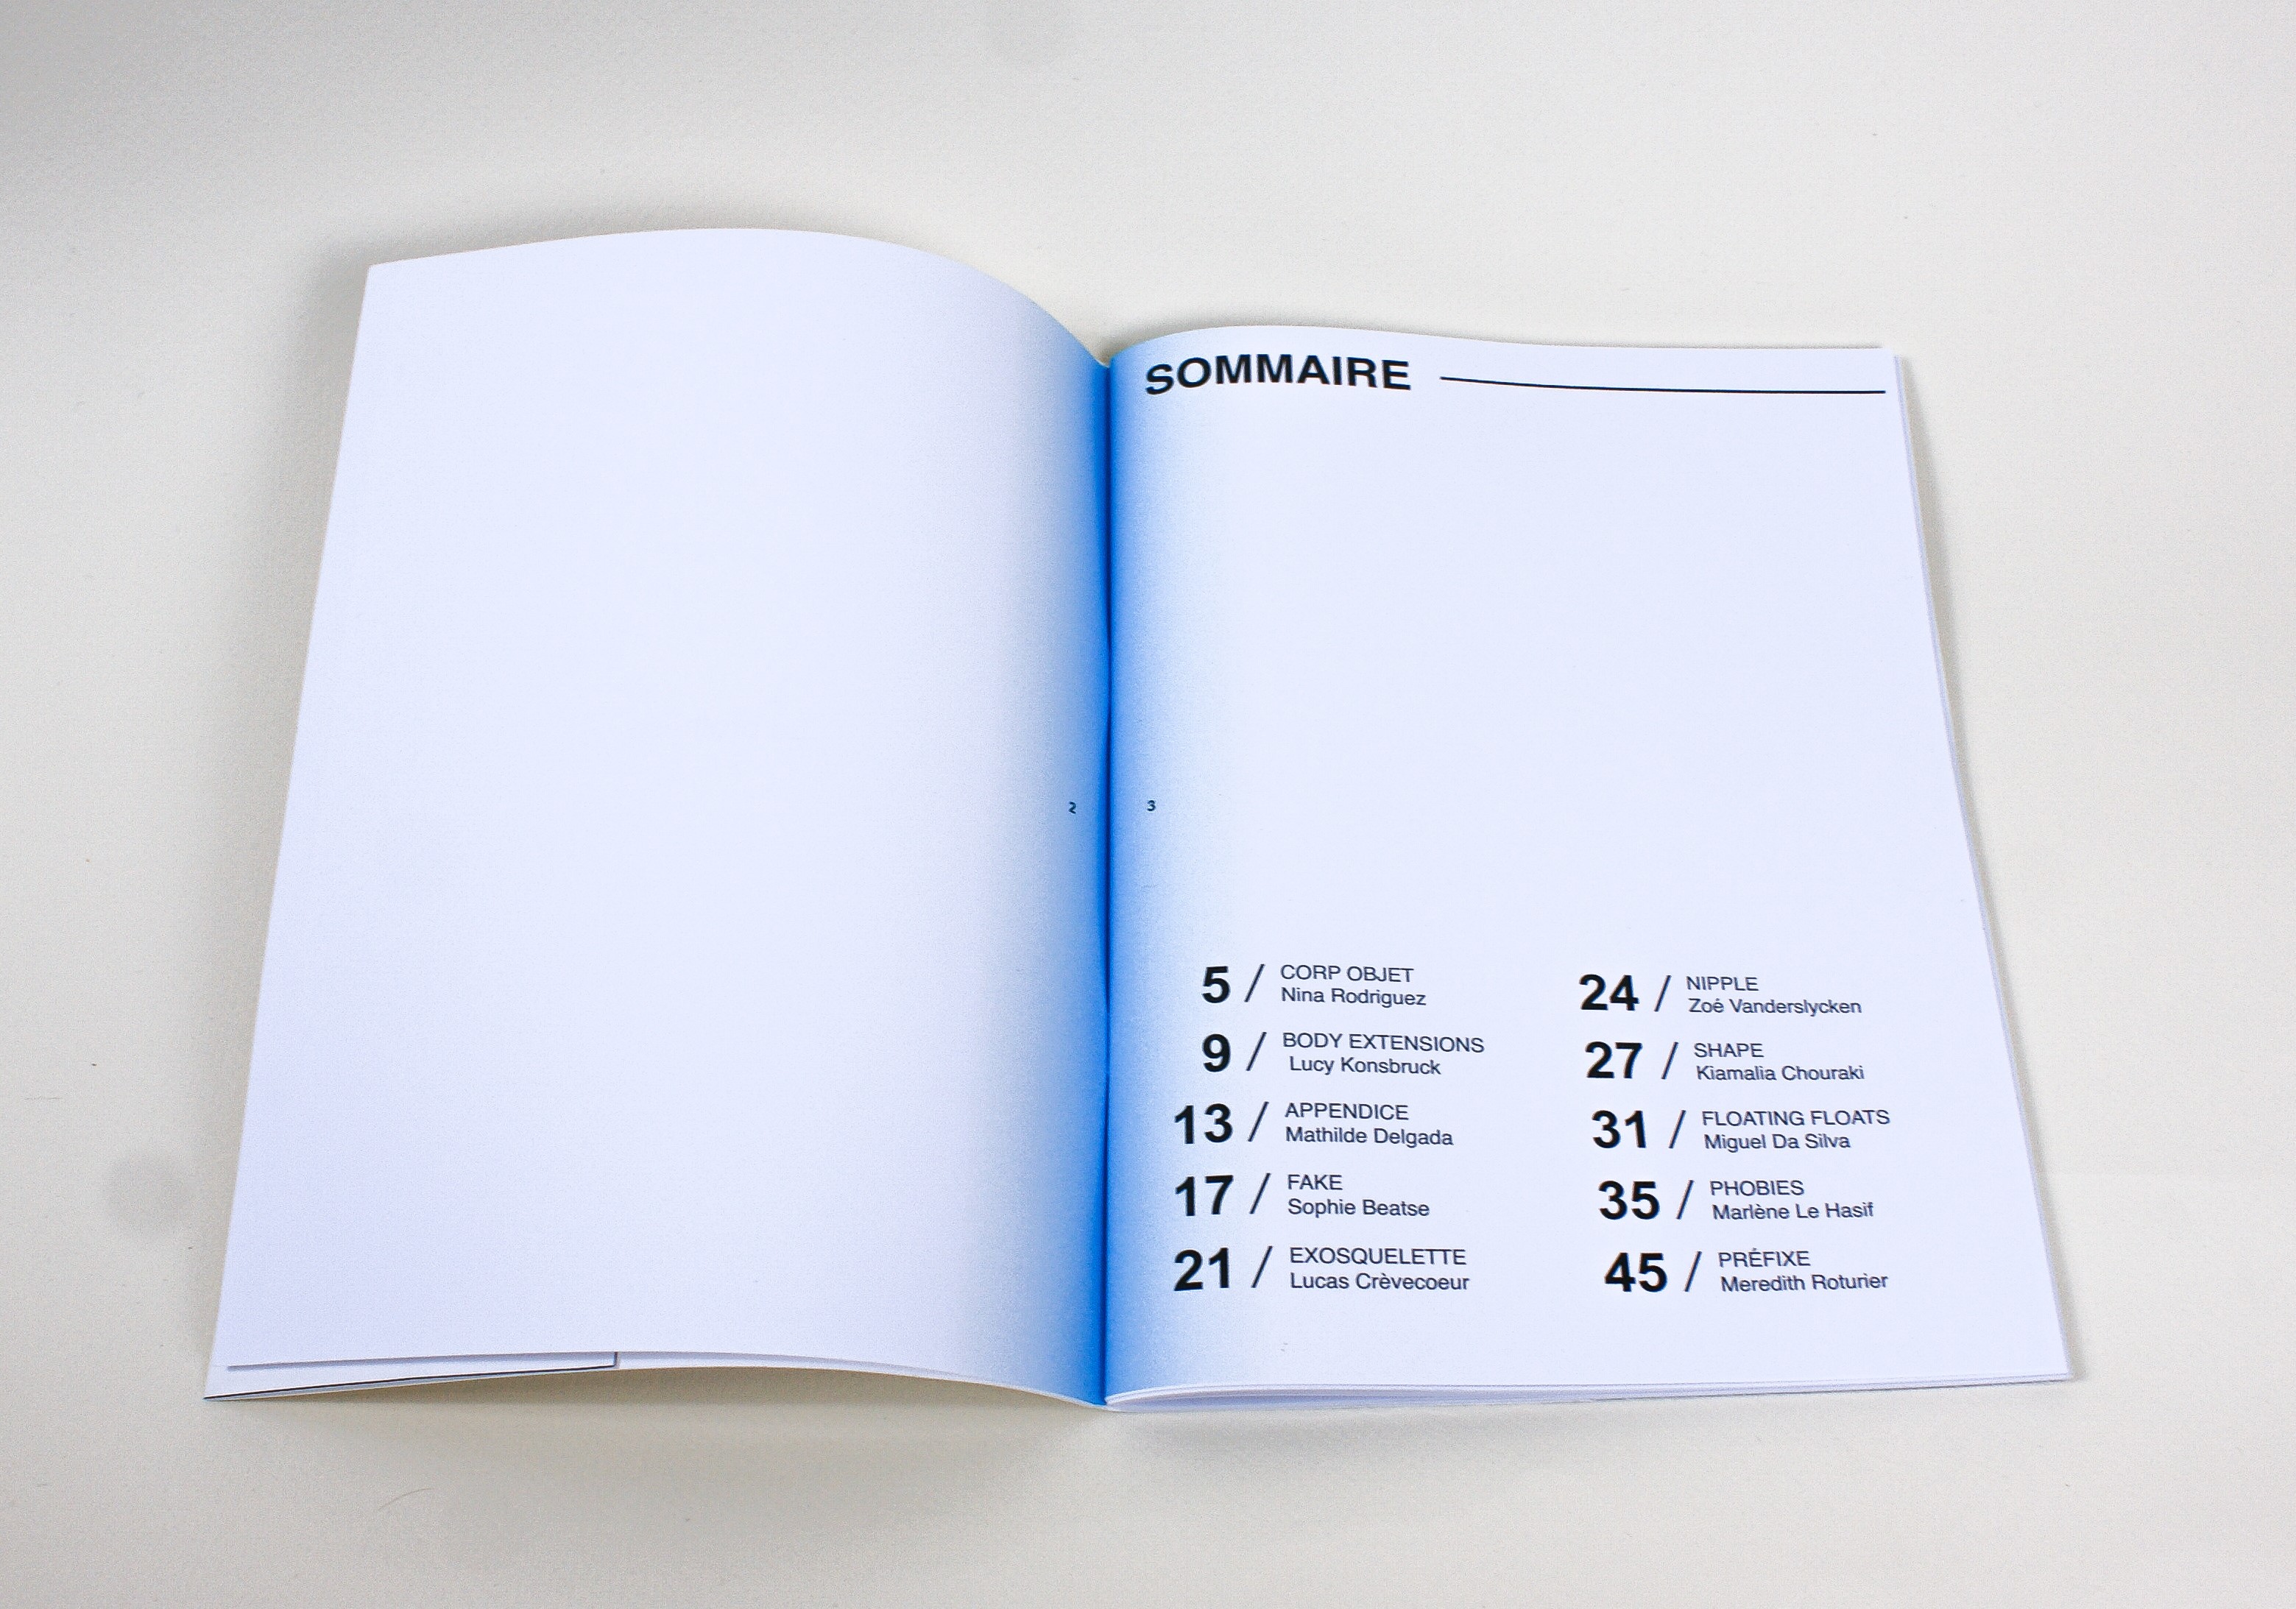 SOMMAIRE
2
3
5 / CORP OBJET
Nina Rodriguez
9 / BODY EXTENSIONS
Lucy Konsbruck
13 / APPENDICE
Mathilde Delgada
17 / FAKE
Sophie Beatse
21 / EXOSQUELETTE
Lucas Crèvecoeur
24 / NIPPLE
Zoé Vanderslycken
27 / SHAPE
Kiamalia Chouraki
31 / FLOATING FLOATS
Miguel Da Silva
35 / PHOBIES
Marlène Le Hasif
45 / PRÉFIXE
Meredith Roturier